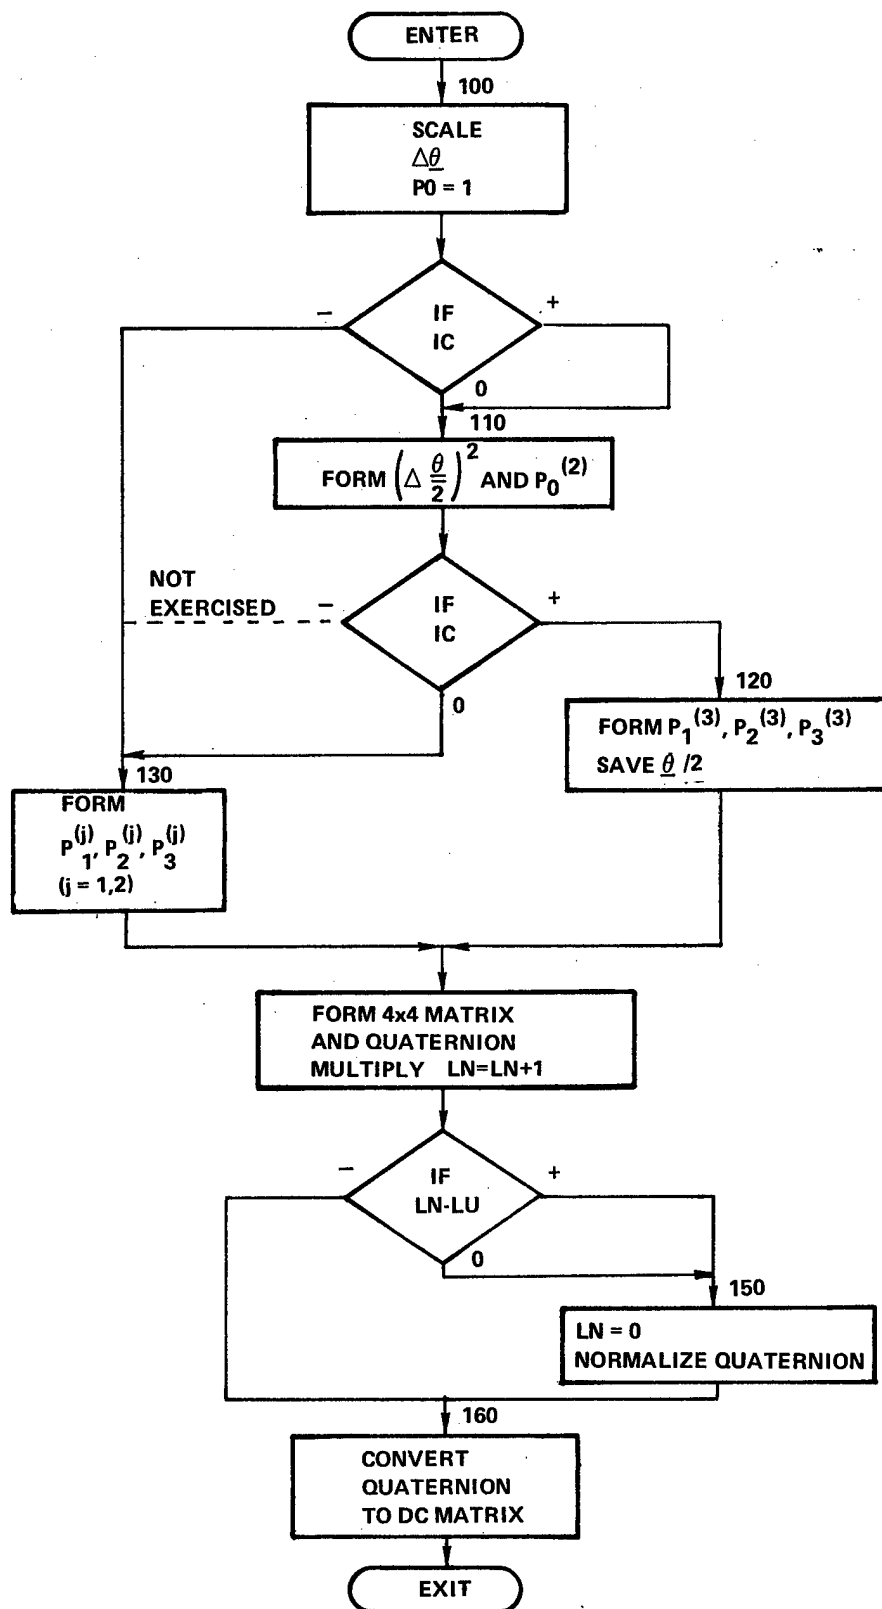 ENTER
100
SCALE
Δθ
P0 = 1
IF
IC
−
+
0
110
FORM (Δ θ/2)² AND P₀⁽²⁾
NOT
EXERCISED
−
IF
IC
+
0
120
FORM P₁⁽³⁾, P₂⁽³⁾, P₃⁽³⁾
SAVE θ /2
130
FORM
P₁⁽ʲ⁾, P₂⁽ʲ⁾, P₃⁽ʲ⁾
(j = 1,2)
FORM 4x4 MATRIX
AND QUATERNION
MULTIPLY LN=LN+1
−
IF
LN-LU
+
0
150
LN = 0
NORMALIZE QUATERNION
160
CONVERT
QUATERNION
TO DC MATRIX
EXIT